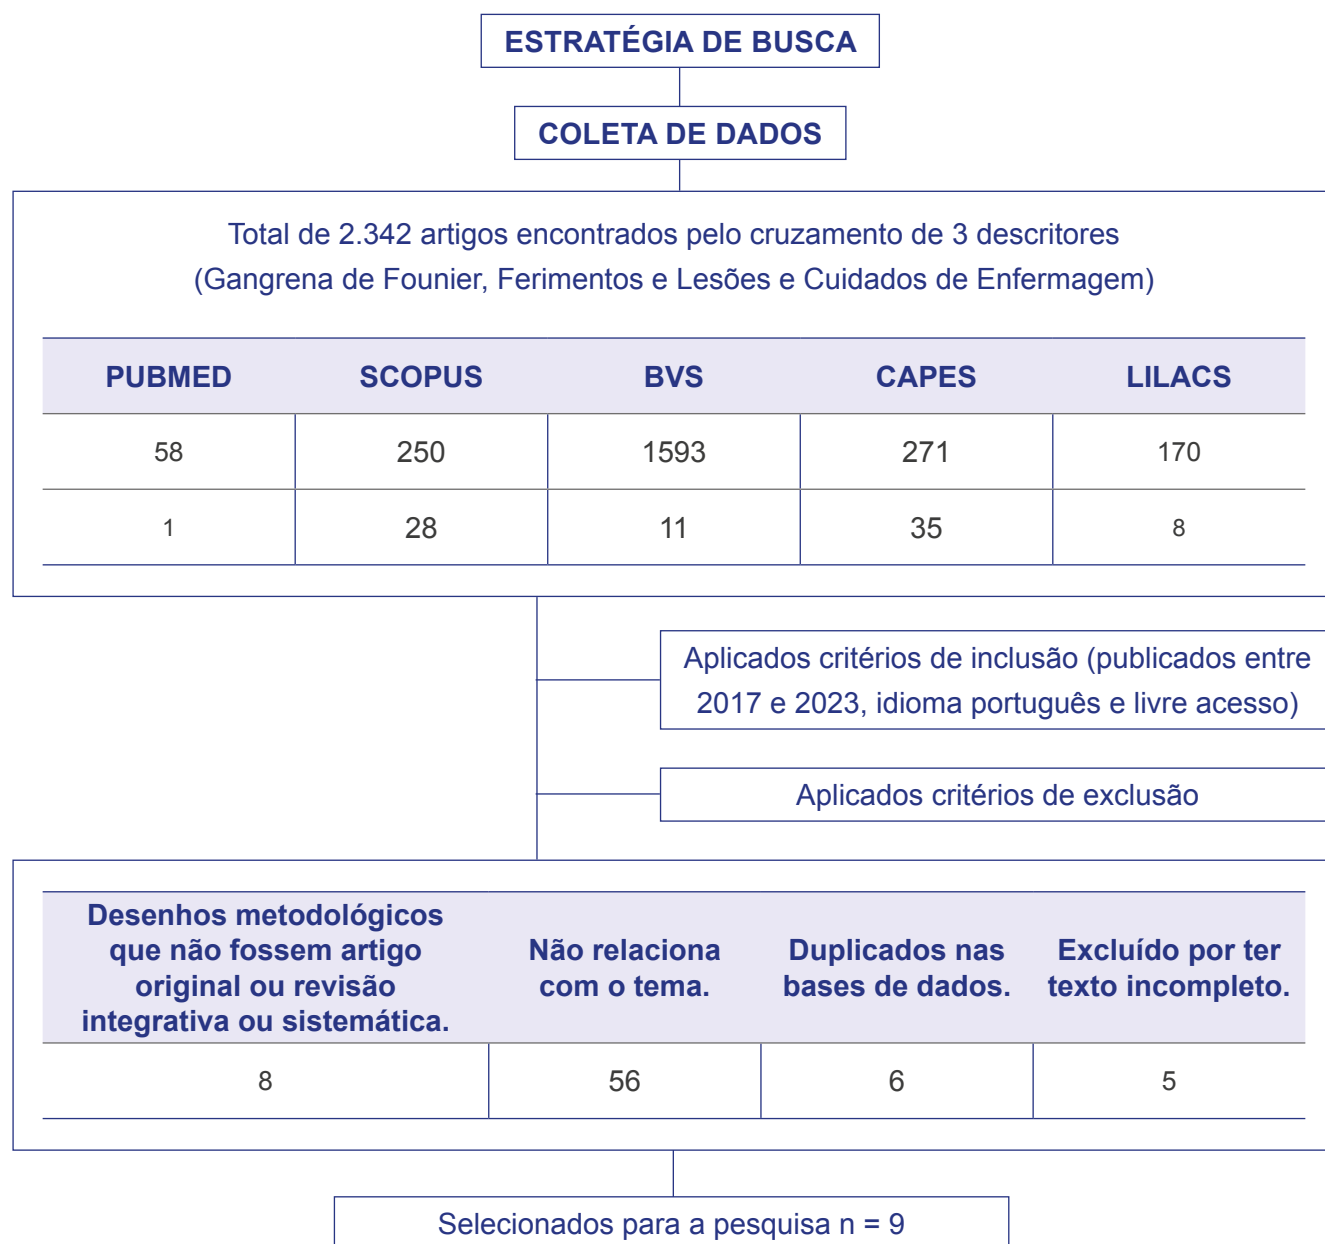 ESTRATÉGIA DE BUSCA
COLETA DE DADOS
Total de 2.342 artigos encontrados pelo cruzamento de 3 descritores
(Gangrena de Founier, Ferimentos e Lesões e Cuidados de Enfermagem)
PUBMED SCOPUS BVS CAPES LILACS
58 250 1593 271 170
1 28 11 35 8
Aplicados critérios de inclusão (publicados entre
2017 e 2023, idioma português e livre acesso)
Aplicados critérios de exclusão
Desenhos metodológicos
que não fossem artigo
original ou revisão
integrativa ou sistemática.
Não relaciona
com o tema.
Duplicados nas
bases de dados.
Excluído por ter
texto incompleto.
8 56 6 5
Selecionados para a pesquisa n = 9